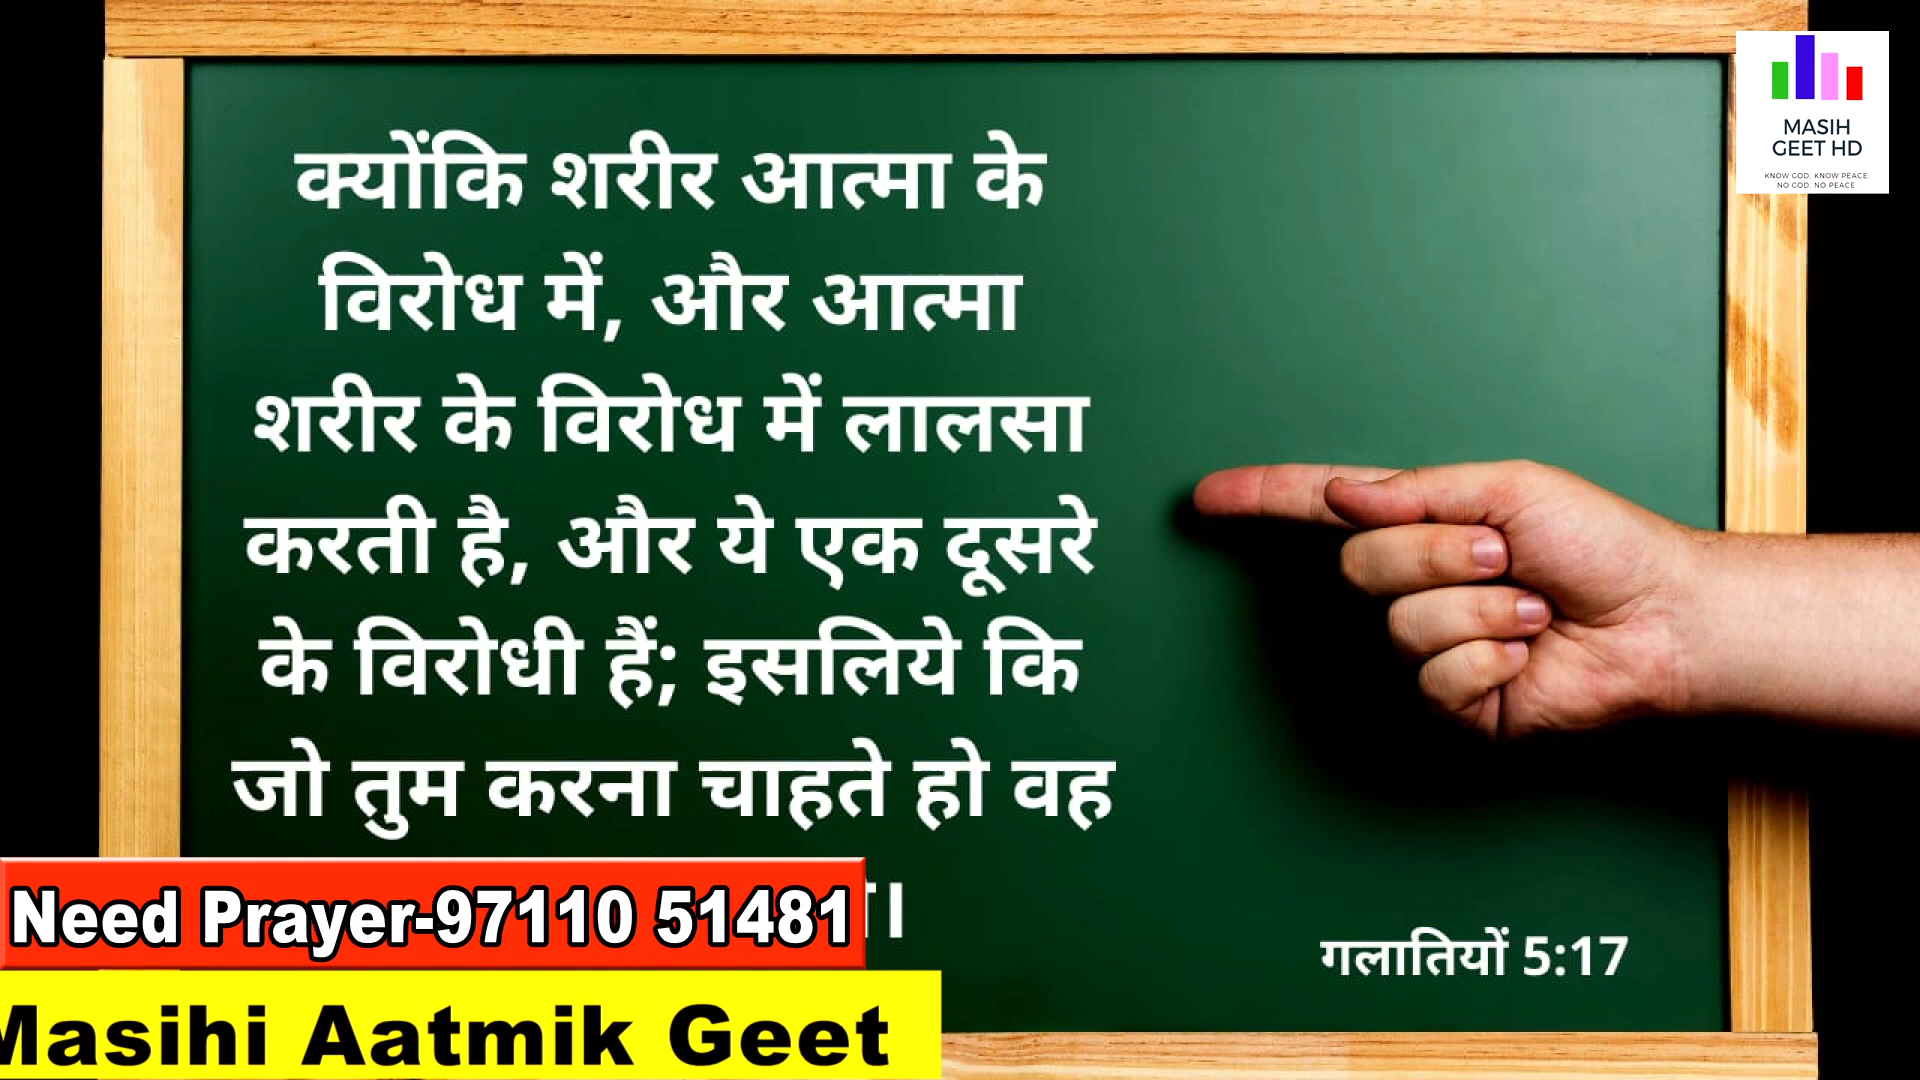 क्योंकि शरीर आत्मा के
विरोध में, और आत्मा
शरीर के विरोध में लालसा
करती है, और ये एक दूसरे
के विरोधी हैं; इसलिये कि
जो तुम करना चाहते हो वह
गलातियों 5:17
MASIH
GEET HD
KNOW GOD. KNOW PEACE;
NO GOD. NO PEACE.
Need Prayer-97110 51481
Masihi Aatmik Geet